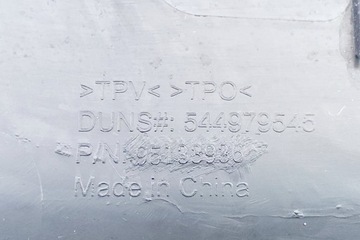 >TPV< >TPO<
DUNS#: 544979545
P/N:
Made in China